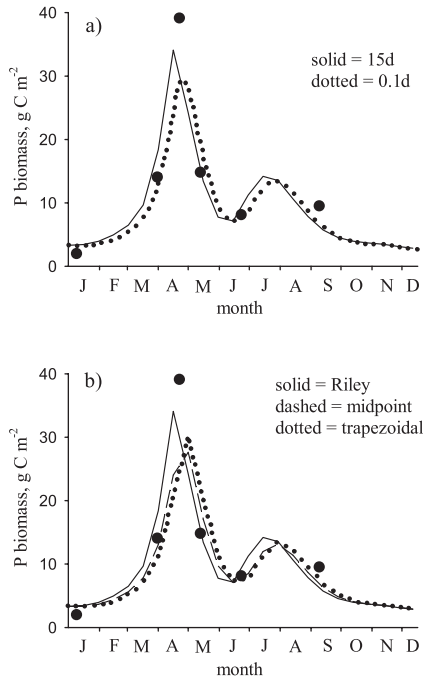 a)
solid = 15d
dotted = 0.1d
P biomass, g C m-2
40
30
20
10
0
J F M A M J J A S O N D
month
b)
solid = Riley
dashed = midpoint
dotted = trapezoidal
P biomass, g C m-2
40
30
20
10
0
J F M A M J J A S O N D
month